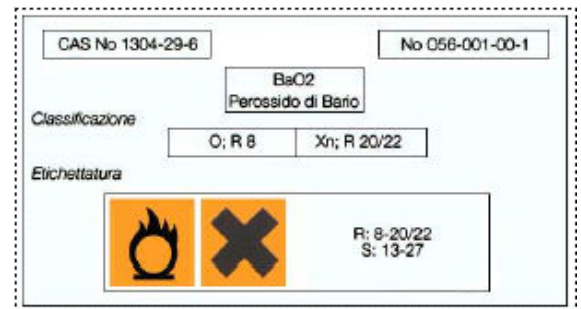 CAS No 1304-29-6
No 056-001-00-1
BaO2
Perossido di Bario
Classificazione
O; R 8
Xn; R 20/22
Etichettatura
R: 8-20/22
S: 13-27